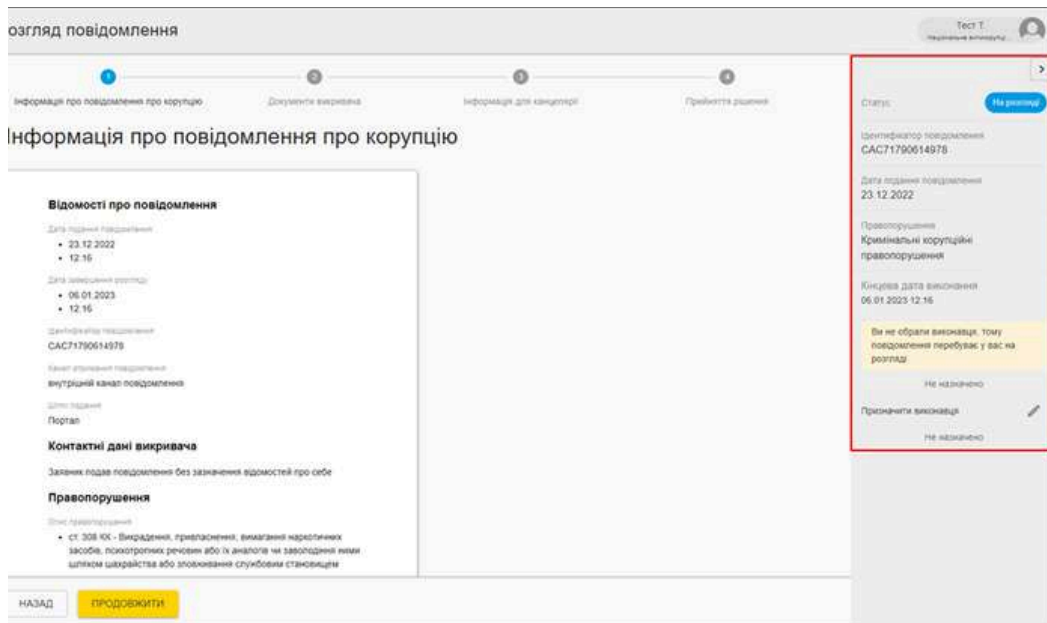 озгляд повідомлення
Тест Т.
1
2
3
4
Інформація про повідомлення про корупцію
Документи викривача
Інформація для канцелярії
Прийняття рішення
Інформація про повідомлення про корупцію
Відомості про повідомлення
Дата подання повідомлення
23.12.2022
12:16
Дата завершення розгляду
06.01.2023
12:16
Ідентифікатор повідомлення
CAC71790614978
Канал отримання повідомлення
внутрішній канал повідомлення
Шлях подання
Портал
Контактні дані викривача
Заявник подав повідомлення без зазначення відомостей про себе
Правопорушення
Опис правопорушення
ст. 308 КК - Викрадення, привласнення, вимагання наркотичних
засобів, психотропних речовин або їх аналогів чи заволодіння ними
шляхом шахрайства або зловживання службовим становищем
НАЗАД
ПРОДОВЖИТИ
Статус
На розгляді
Ідентифікатор повідомлення
CAC71790614978
Дата подання повідомлення
23.12.2022
Правопорушення
Кримінальні корупційні
правопорушення
Кінцева дата виконання
06.01.2023 12:16
Ви не обрали виконавця, тому
повідомлення перебуває у вас на
розгляді
Не назначено
Призначити виконавця
Не назначено